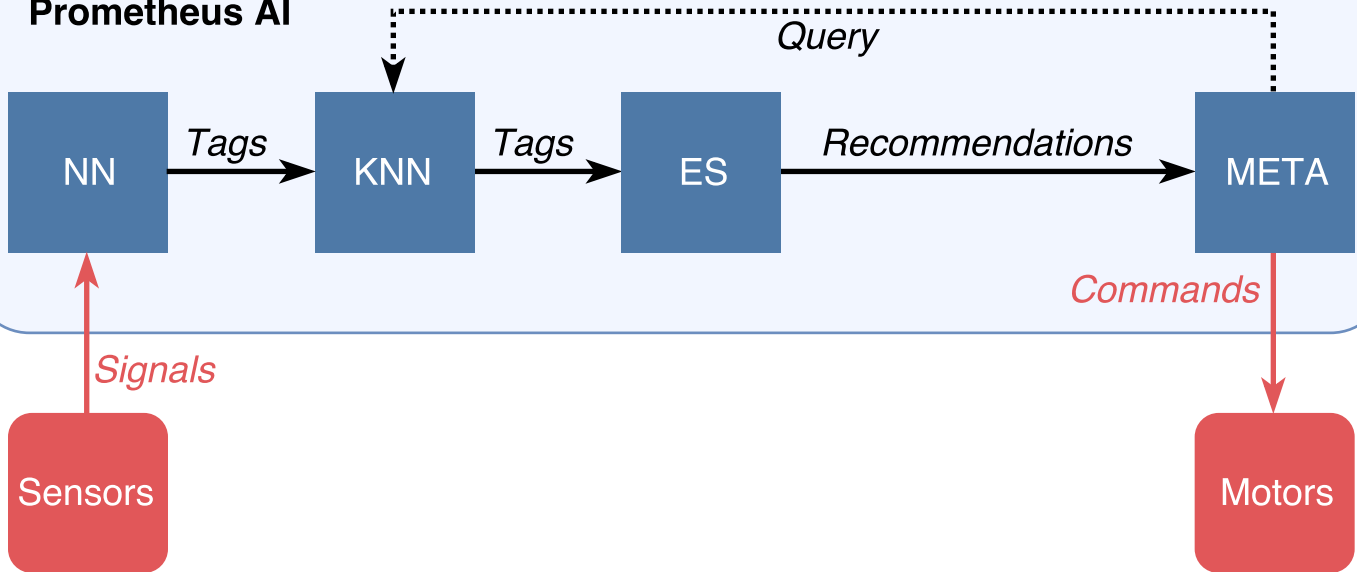 Prometheus AI
Query
Tags
Tags
Recommendations
NN
KNN
ES
META
Commands
Signals
Sensors
Motors